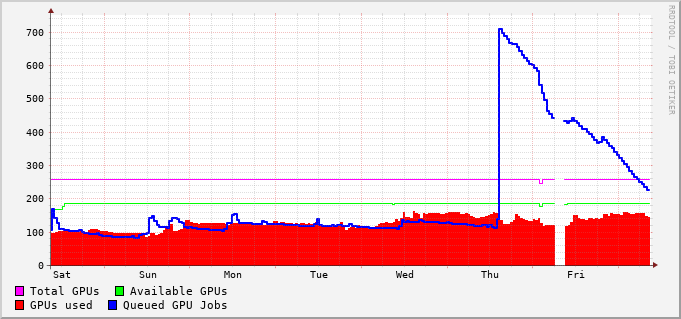 700
600
500
400
300
200
100
0
Sat Sun Mon Tue Wed Thu Fri
Total GPUs Available GPUs
GPUs used Queued GPU Jobs
RRDTOOL / TOBI OETIKER